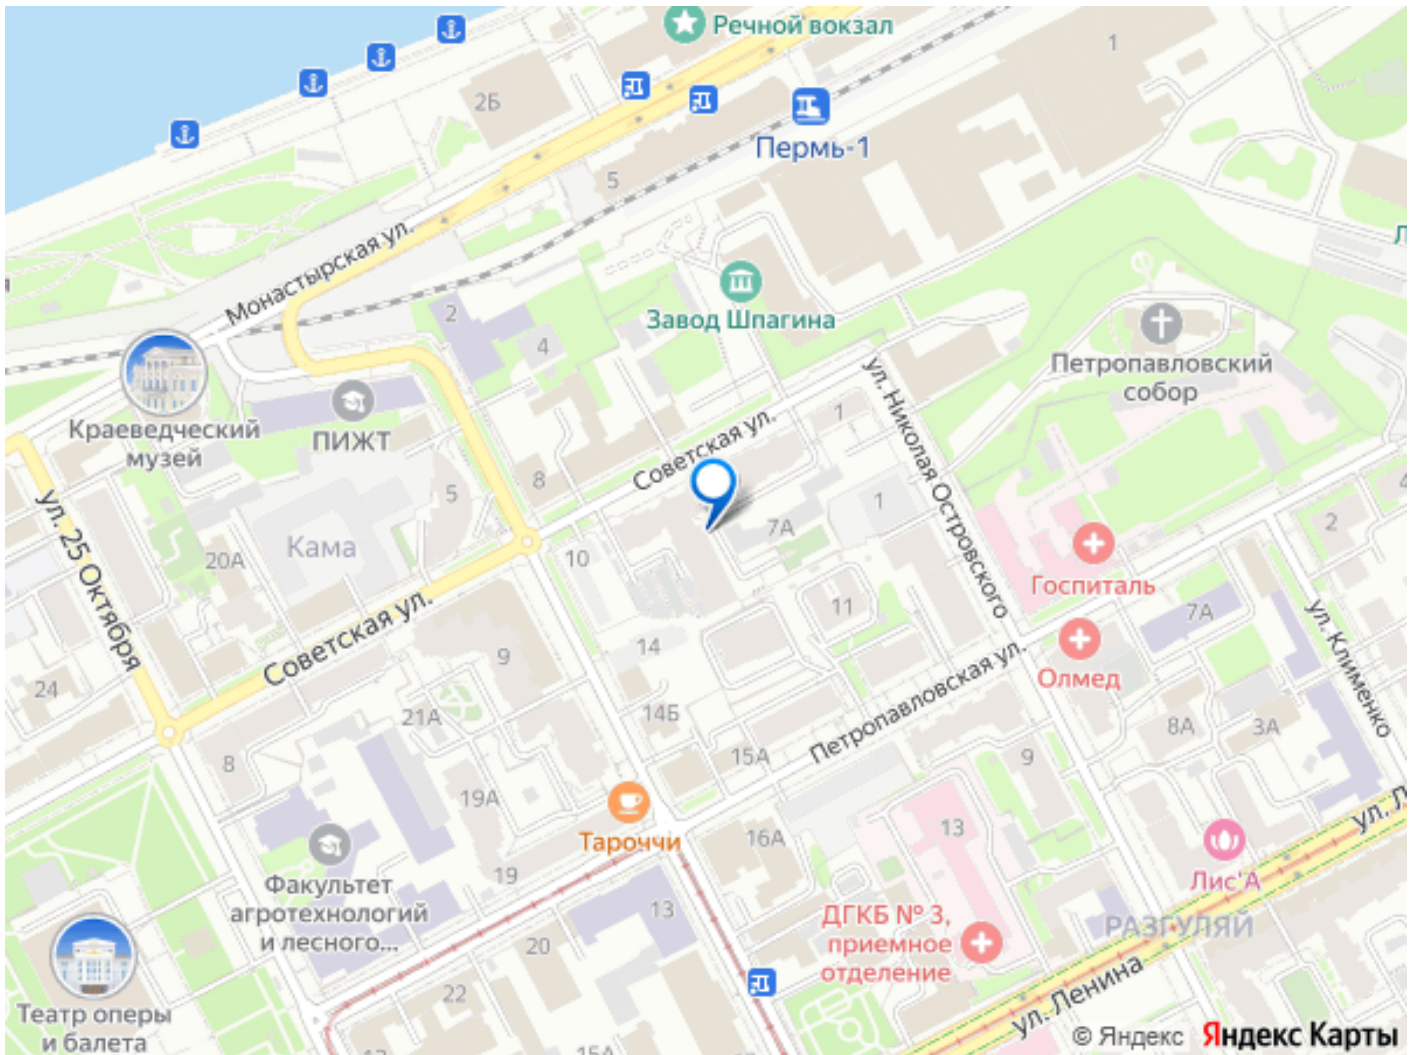 Речной вокзал
1
2Б
Пермь-1
5
Монастырская ул.
Завод Шпагина
2
4
Петропавловский
собор
Краеведческий
музей
ПИЖТ
ул. Николая Островского
1
Советская ул.
8
5
1
2
4
ул. 25 Октября
20А
Кама
10
7А
Госпиталь
11
7А
ул. Клименко
Советская ул.
9
14
Олмед
24
21А
14Б
Петропавловская ул.
8А
3А
8
15А
9
19А
Тароччи
16А
13
ул. Л
Лис'А
19
Факультет
агротехнологий
и лесного...
13
ДГКБ № 3,
приемное
отделение
РАЗГУЛЯЙ
20
22
ул. Ленина
Театр оперы
и балета
15А
© Яндекс Яндекс Карты